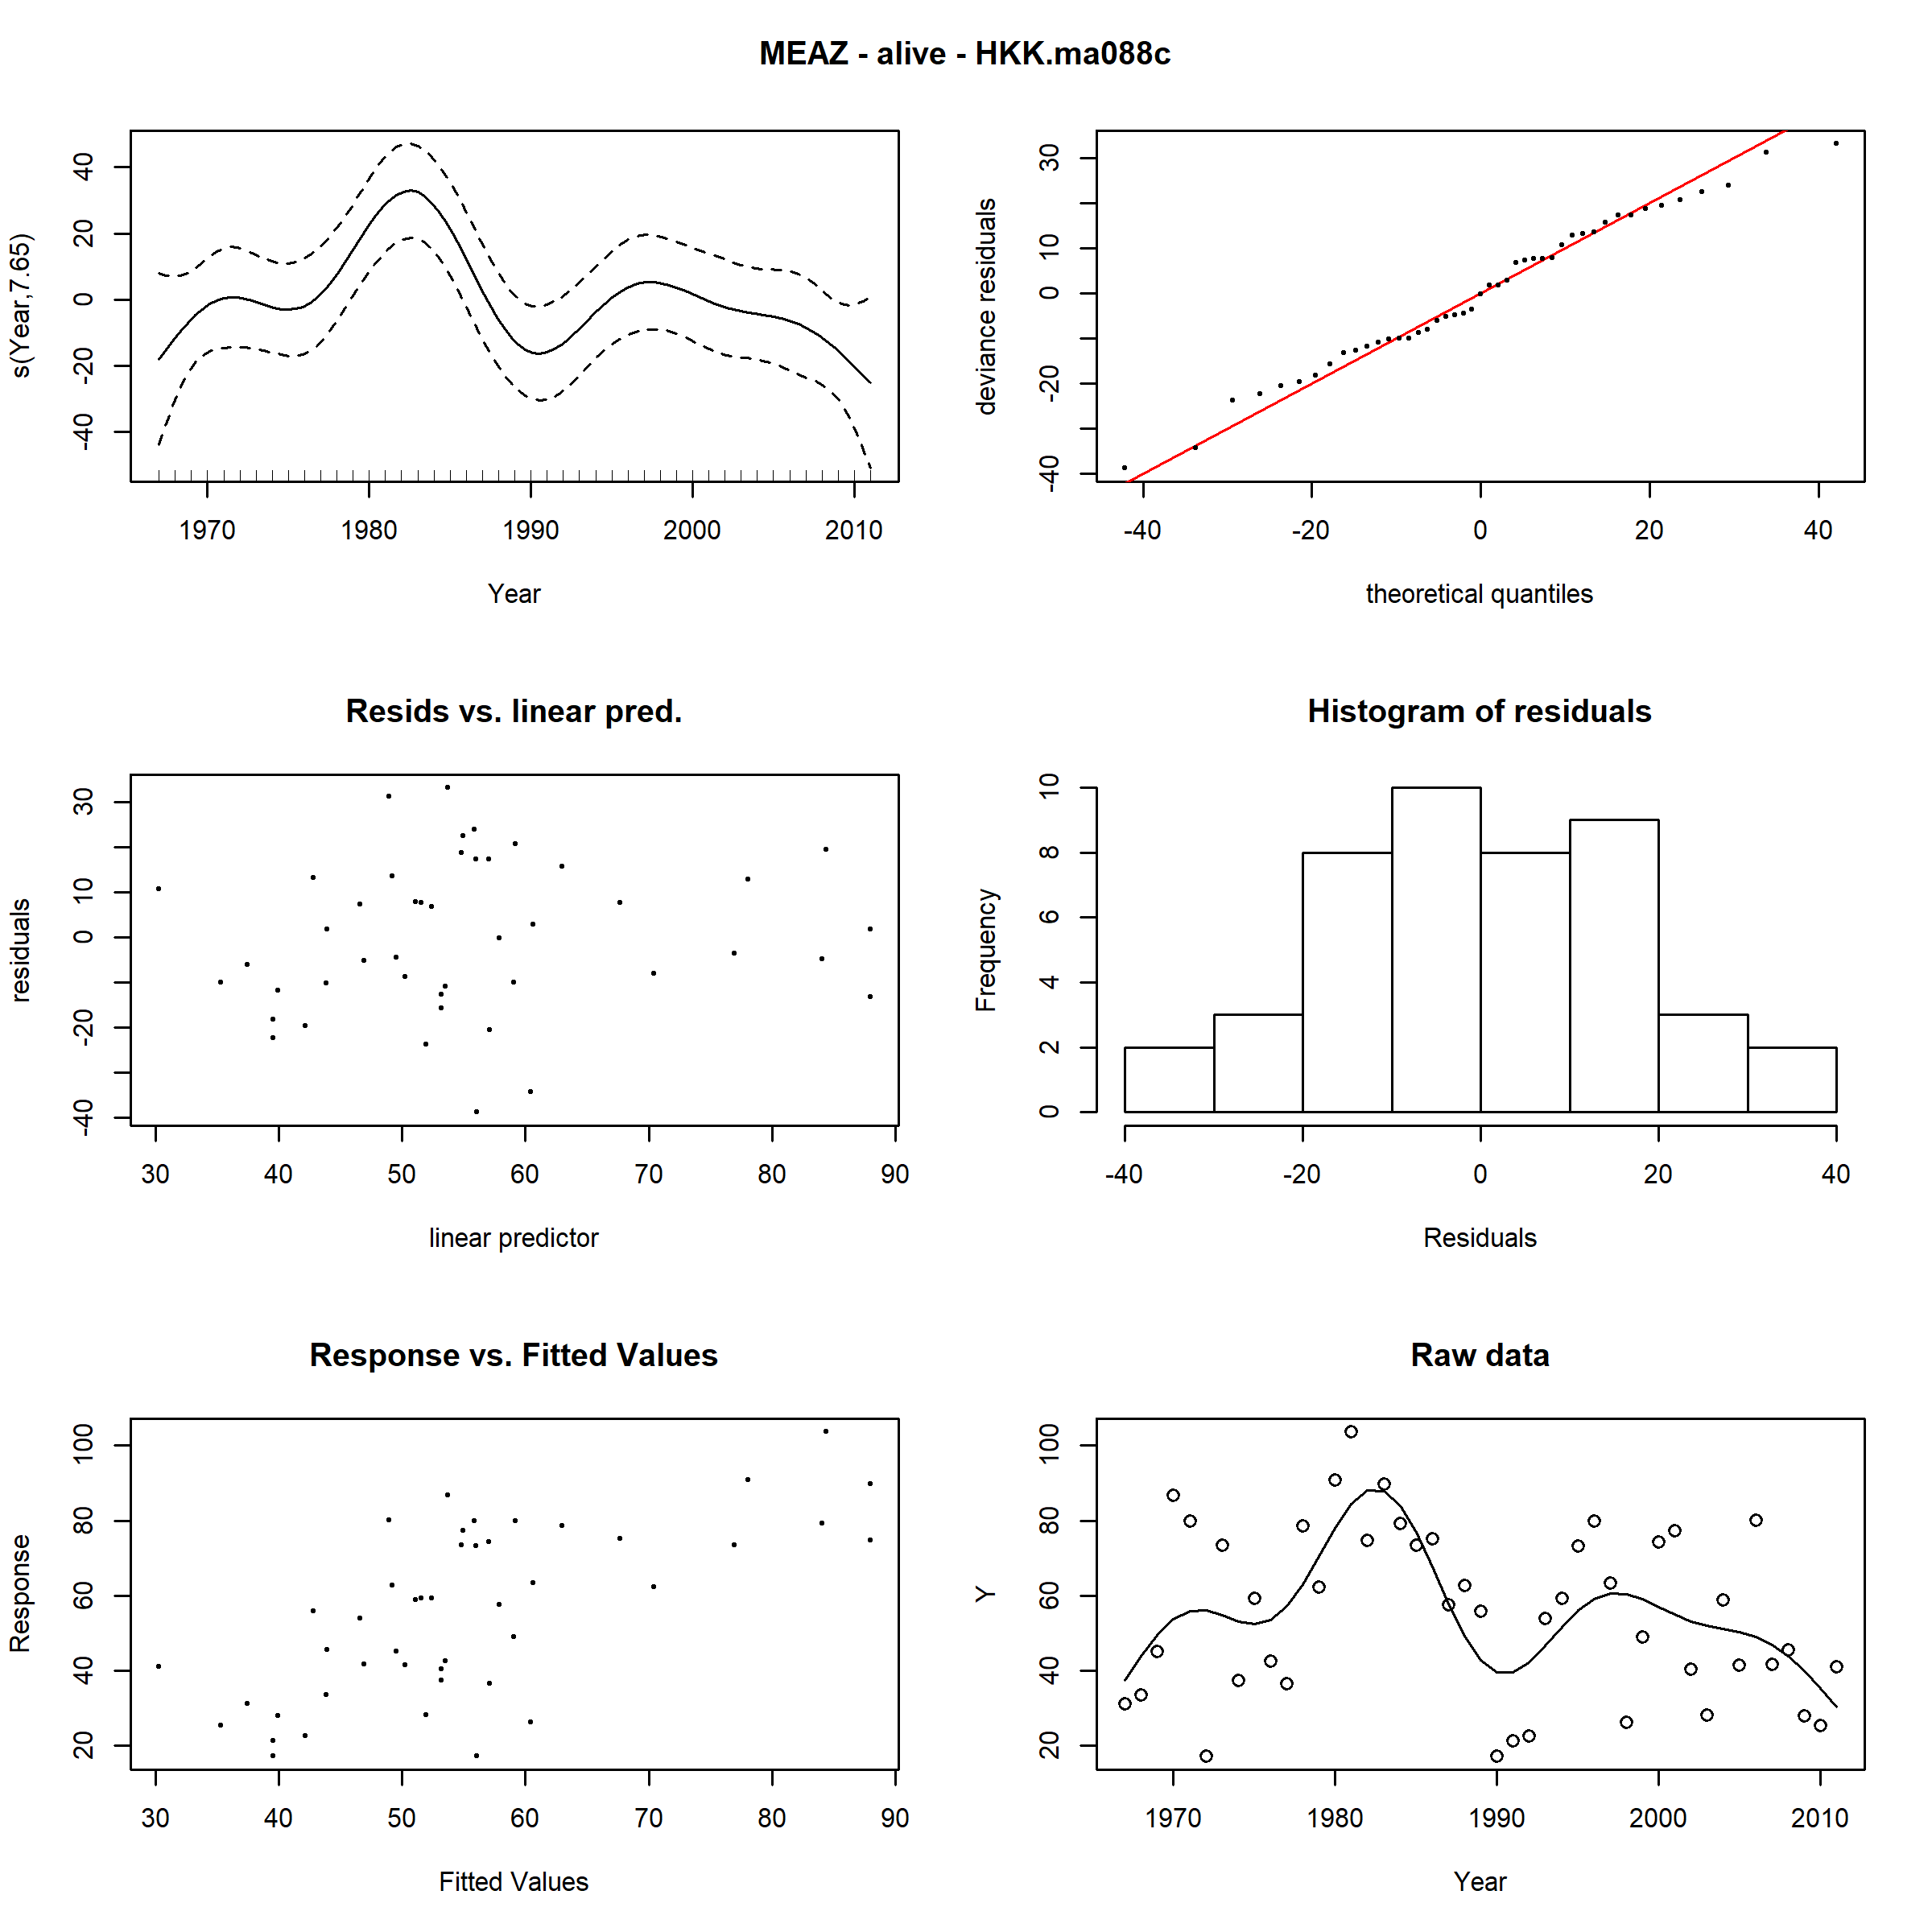 MEAZ - alive - HKK.ma088c
s(Year,7.65)
40
20
0
-20
-40
1970 1980 1990 2000 2010
Year
deviance residuals
30
10
0
-20
-40
-40 -20 0 20 40
theoretical quantiles
Resids vs. linear pred.
residuals
30
10
0
-20
-40
30 40 50 60 70 80 90
linear predictor
Histogram of residuals
Frequency
10
8
6
4
2
0
-40 -20 0 20 40
Residuals
Response vs. Fitted Values
Response
100
80
60
40
20
30 40 50 60 70 80 90
Fitted Values
Raw data
Y
100
80
60
40
20
1970 1980 1990 2000 2010
Year